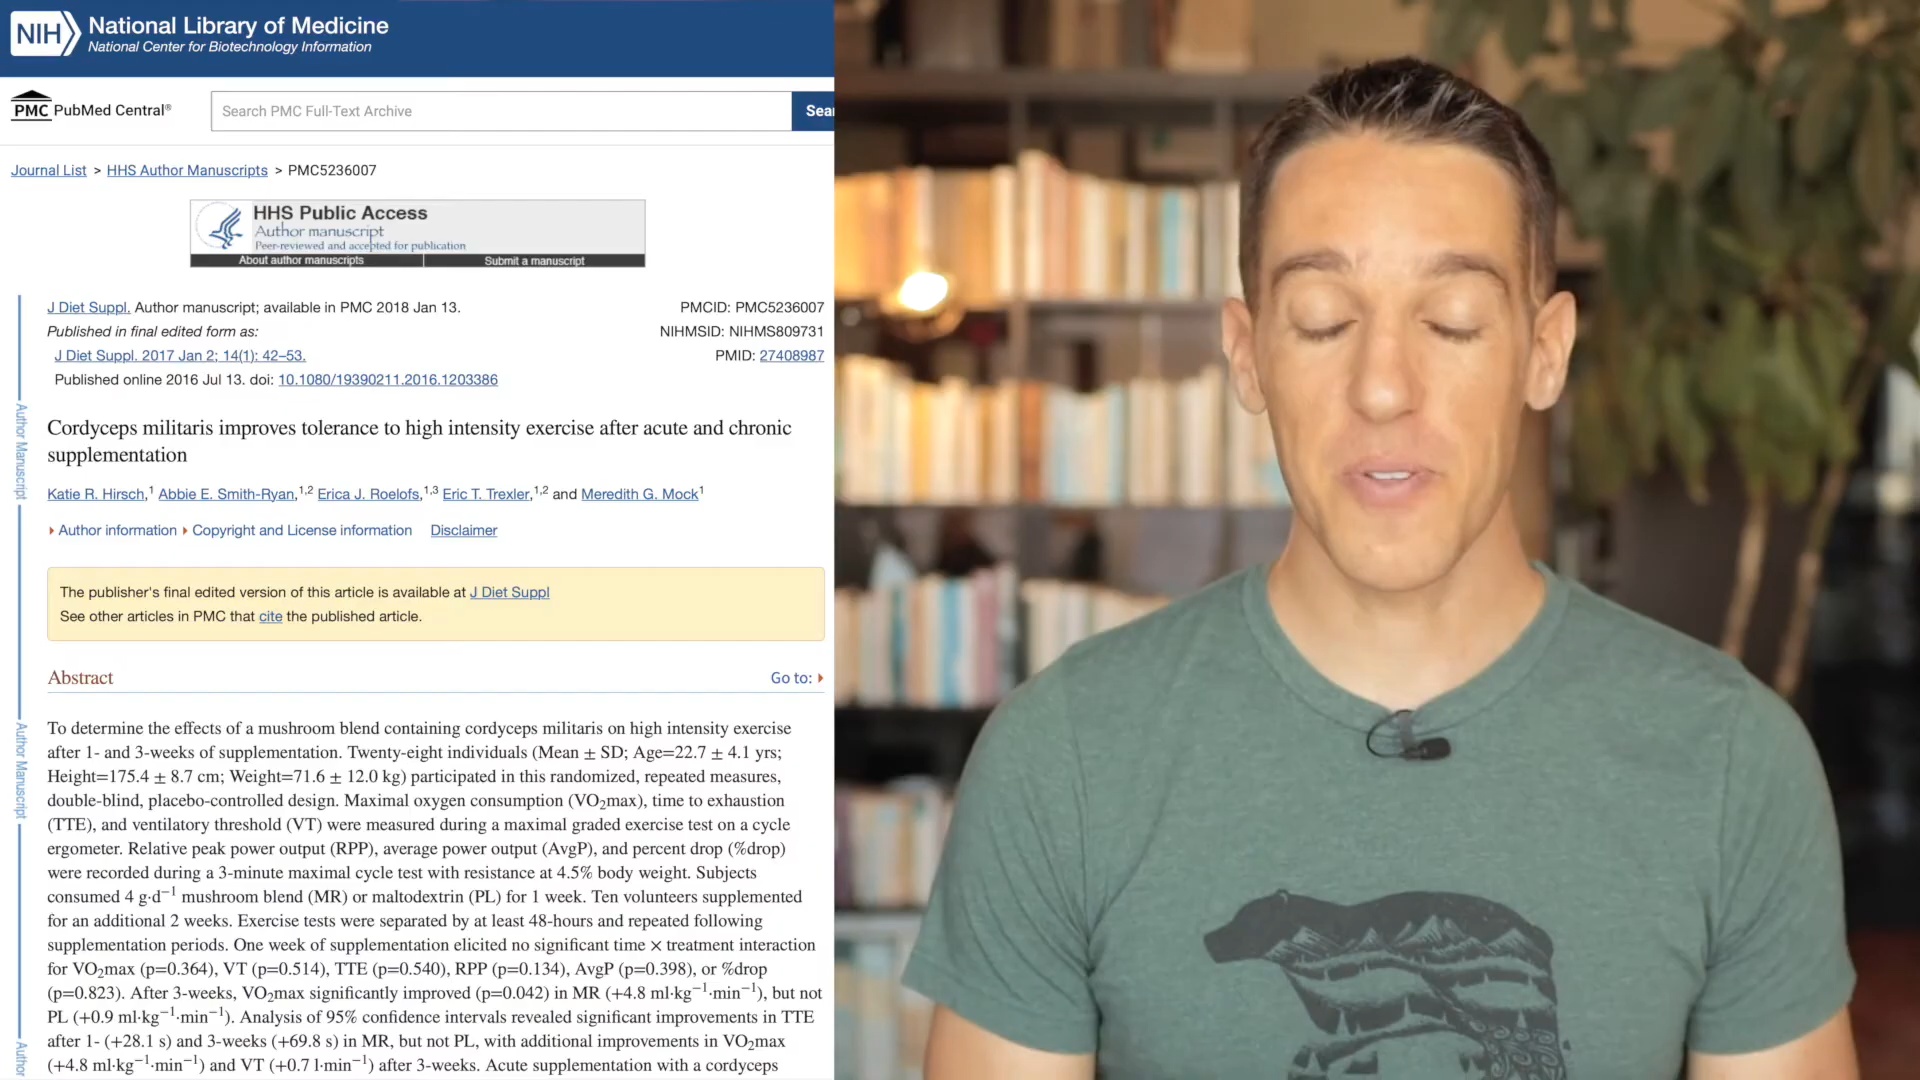 NIH
National Library of Medicine
National Center for Biotechnology Information
PMC PubMed Central®
Search PMC Full-Text Archive
Sea
Journal List > HHS Author Manuscripts > PMC5236007
HHS Public Access
Author manuscript
Peer-reviewed and accepted for publication
About author manuscripts
Submit a manuscript
J Diet Suppl. Author manuscript; available in PMC 2018 Jan 13.
PMCID: PMC5236007
Published in final edited form as:
NIHMSID: NIHMS809731
J Diet Suppl. 2017 Jan 2; 14(1): 42–53.
PMID: 27408987
Published online 2016 Jul 13. doi: 10.1080/19390211.2016.1203386
Author Manuscript
Cordyceps militaris improves tolerance to high intensity exercise after acute and chronic
supplementation
Katie R. Hirsch,1 Abbie E. Smith-Ryan,1,2 Erica J. Roelofs,1,3 Eric T. Trexler,1,2 and Meredith G. Mock1
Author information Copyright and License information Disclaimer
The publisher's final edited version of this article is available at J Diet Suppl
See other articles in PMC that cite the published article.
Abstract
Go to:
Author Manuscript
To determine the effects of a mushroom blend containing cordyceps militaris on high intensity exercise
after 1- and 3-weeks of supplementation. Twenty-eight individuals (Mean ± SD; Age=22.7 ± 4.1 yrs;
Height=175.4 ± 8.7 cm; Weight=71.6 ± 12.0 kg) participated in this randomized, repeated measures,
double-blind, placebo-controlled design. Maximal oxygen consumption (VO2max), time to exhaustion
(TTE), and ventilatory threshold (VT) were measured during a maximal graded exercise test on a cycle
ergometer. Relative peak power output (RPP), average power output (AvgP), and percent drop (%drop)
were recorded during a 3-minute maximal cycle test with resistance at 4.5% body weight. Subjects
consumed 4 g·d−1 mushroom blend (MR) or maltodextrin (PL) for 1 week. Ten volunteers supplemented
for an additional 2 weeks. Exercise tests were separated by at least 48-hours and repeated following
supplementation periods. One week of supplementation elicited no significant time × treatment interaction
for VO2max (p=0.364), VT (p=0.514), TTE (p=0.540), RPP (p=0.134), AvgP (p=0.398), or %drop
(p=0.823). After 3-weeks, VO2max significantly improved (p=0.042) in MR (+4.8 ml·kg−1·min−1), but not
PL (+0.9 ml·kg−1·min−1). Analysis of 95% confidence intervals revealed significant improvements in TTE
after 1- (+28.1 s) and 3-weeks (+69.8 s) in MR, but not PL, with additional improvements in VO2max
(+4.8 ml·kg−1·min−1) and VT (+0.7 l·min−1) after 3-weeks. Acute supplementation with a cordyceps
Author